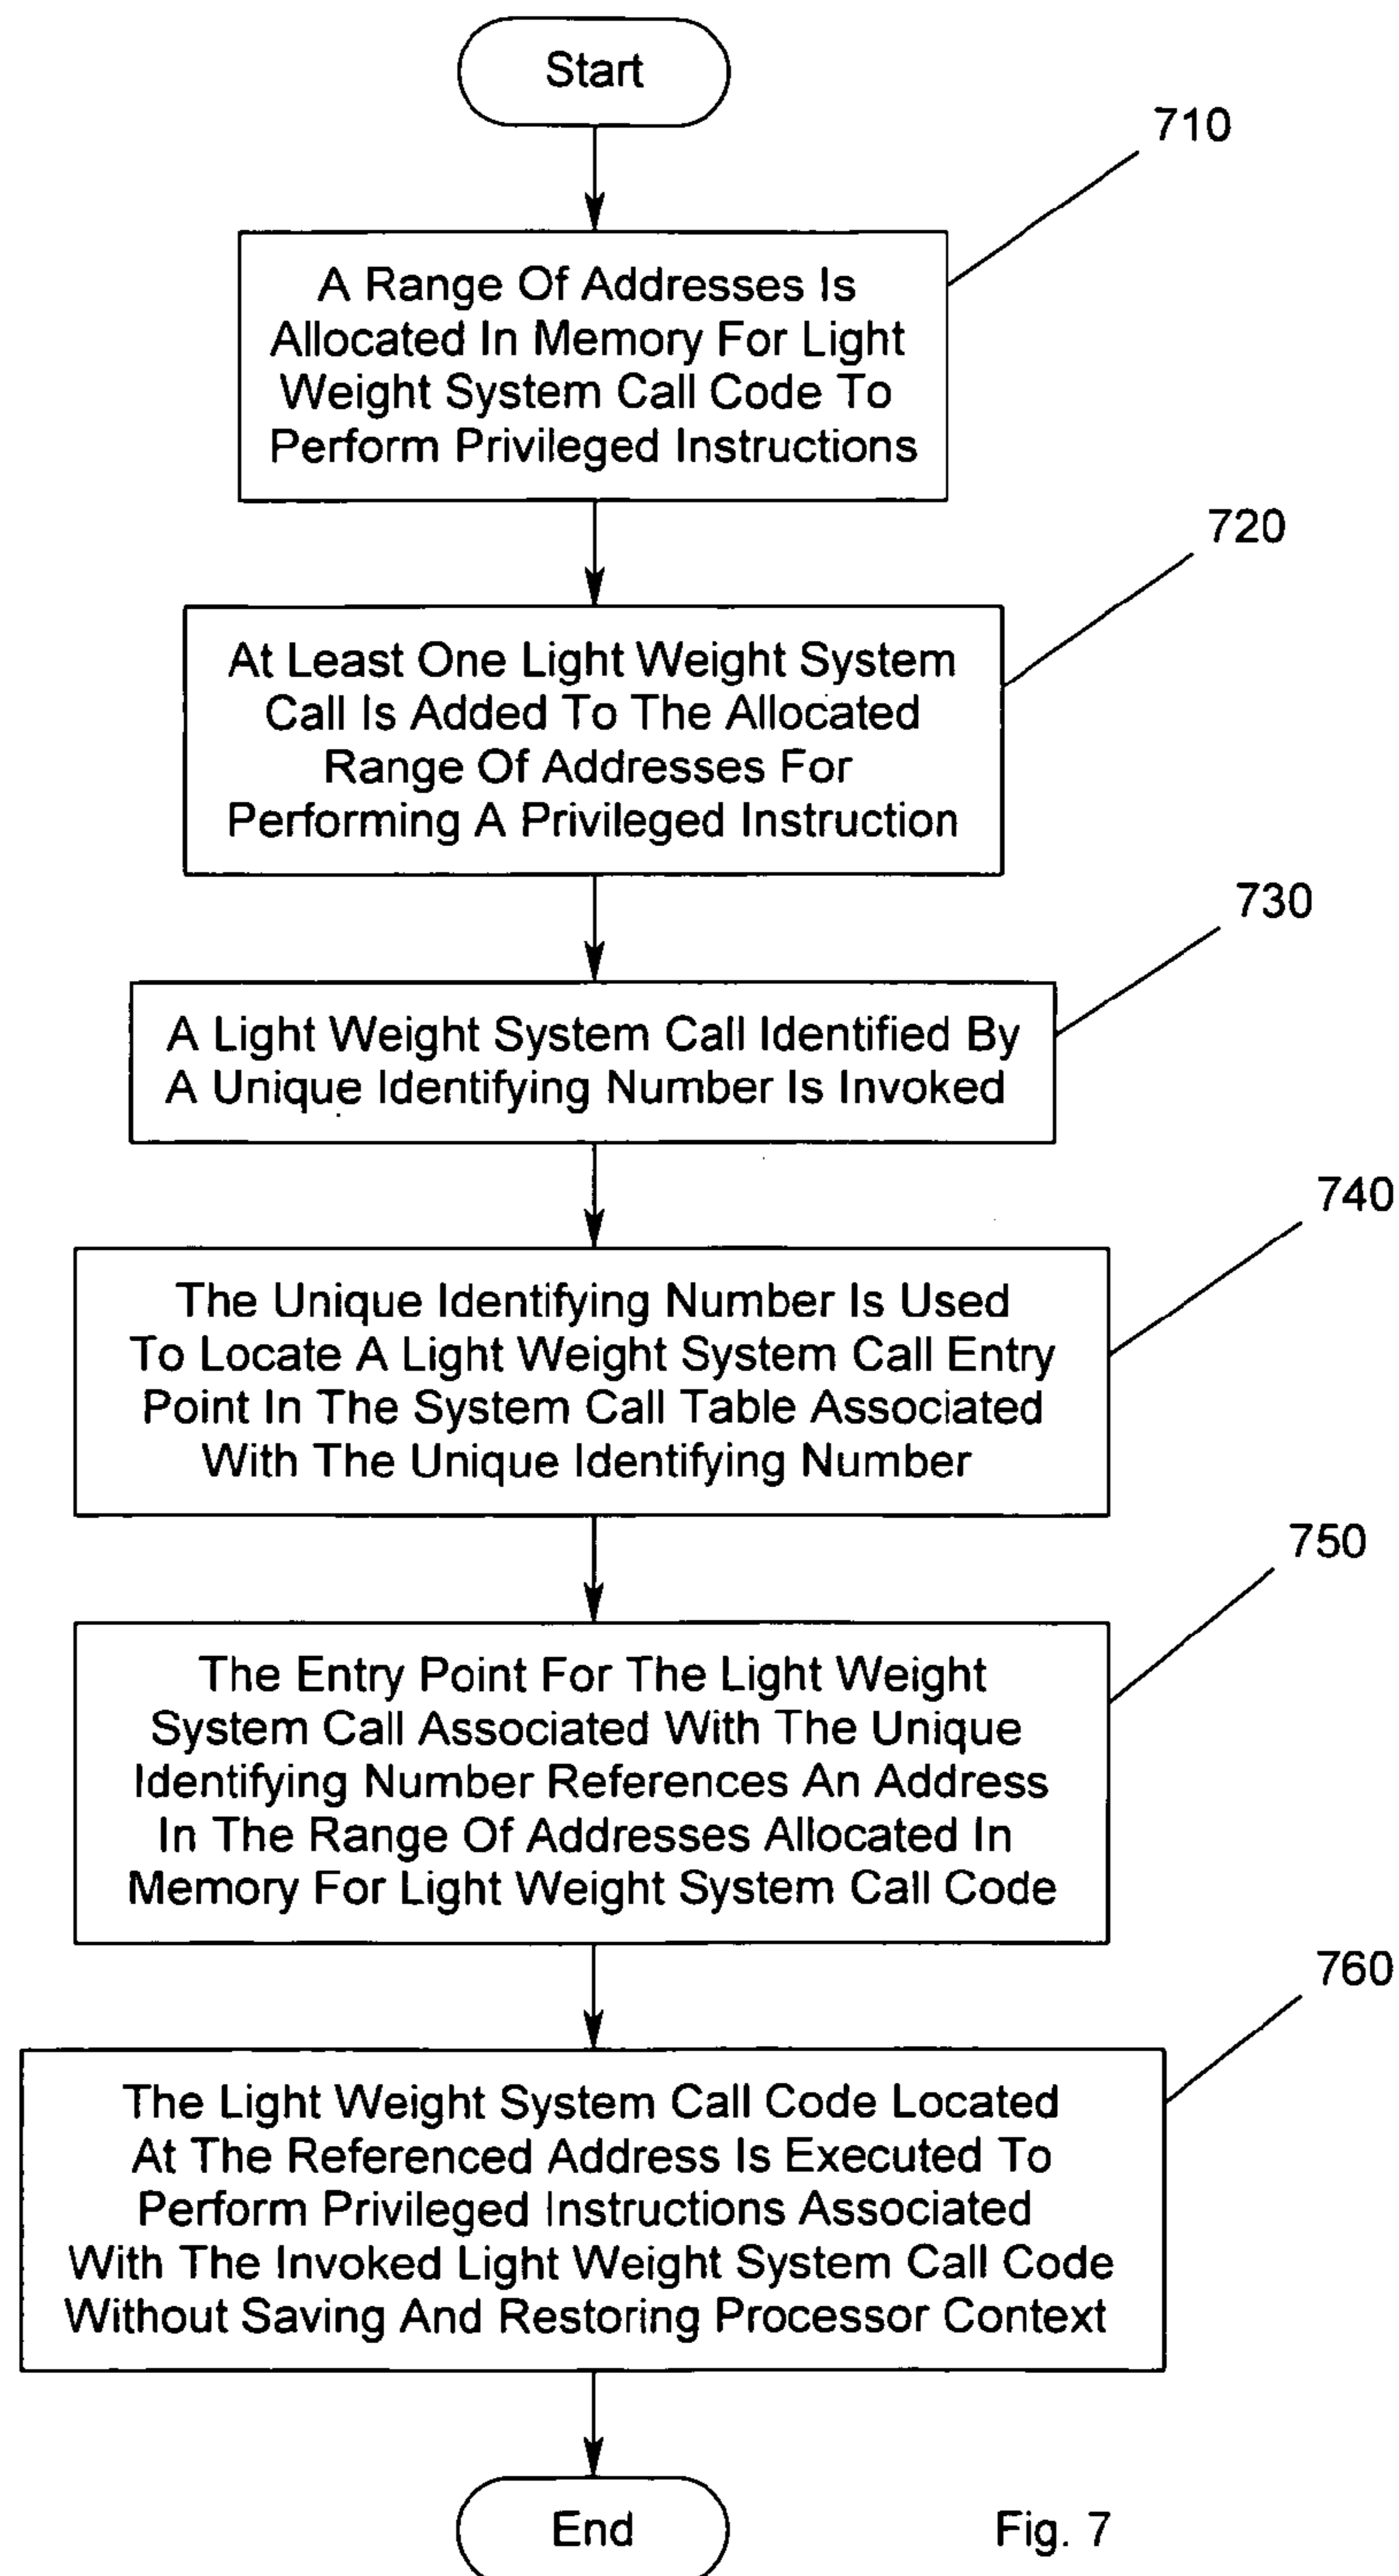 Start
710
A Range Of Addresses Is
Allocated In Memory For Light
Weight System Call Code To
Perform Privileged Instructions
720
At Least One Light Weight System
Call Is Added To The Allocated
Range Of Addresses For
Performing A Privileged Instruction
730
A Light Weight System Call Identified By
A Unique Identifying Number Is Invoked
740
The Unique Identifying Number Is Used
To Locate A Light Weight System Call Entry
Point In The System Call Table Associated
With The Unique Identifying Number
750
The Entry Point For The Light Weight
System Call Associated With The Unique
Identifying Number References An Address
In The Range Of Addresses Allocated In
Memory For Light Weight System Call Code
760
The Light Weight System Call Code Located
At The Referenced Address Is Executed To
Perform Privileged Instructions Associated
With The Invoked Light Weight System Call Code
Without Saving And Restoring Processor Context
End
Fig. 7